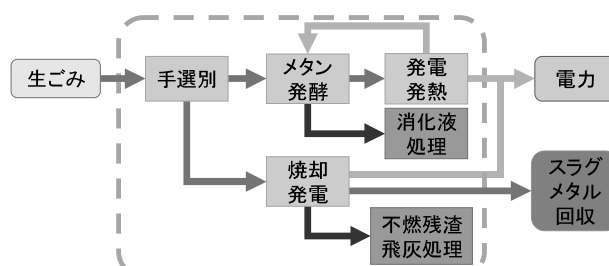 生ごみ
手選別
メタン
発酵
発電
発熱
電力
消化液
処理
焼却
発電
スラグ
メタル
回収
不燃残渣
飛灰処理